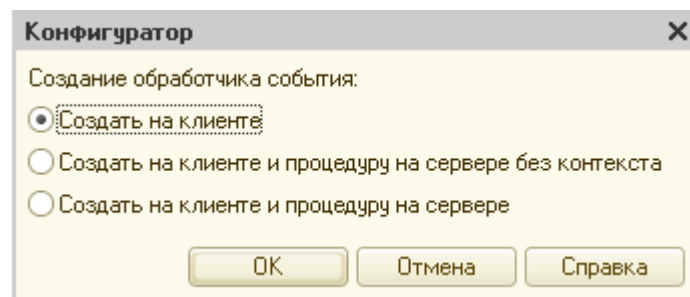 Конфигуратор
Создание обработчика события:
Создать на клиенте
Создать на клиенте и процедуру на сервере без контекста
Создать на клиенте и процедуру на сервере
ОК Отмена Справка